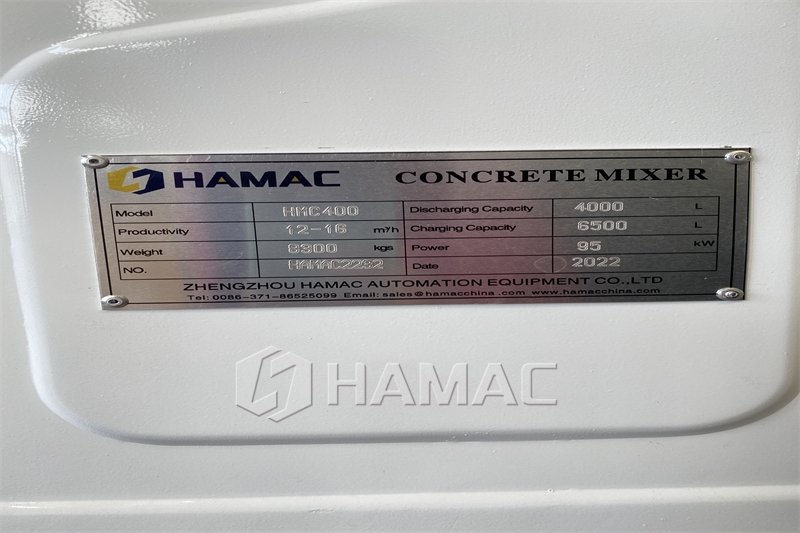 HAMAC CONCRETE MIXER
Model HMC400 Discharging Capacity 4000 L
Productivity 12-16 m³/h Charging Capacity 6500 L
Weight 8300 kgs Power 95 kW
NO. HAMAC2232 Date 2022
ZHENGZHOU HAMAC AUTOMATION EQUIPMENT CO.,LTD
Tel: 0086-371-86525099 Email: sales@hamacchina.com www.hamacchina.com
HAMAC